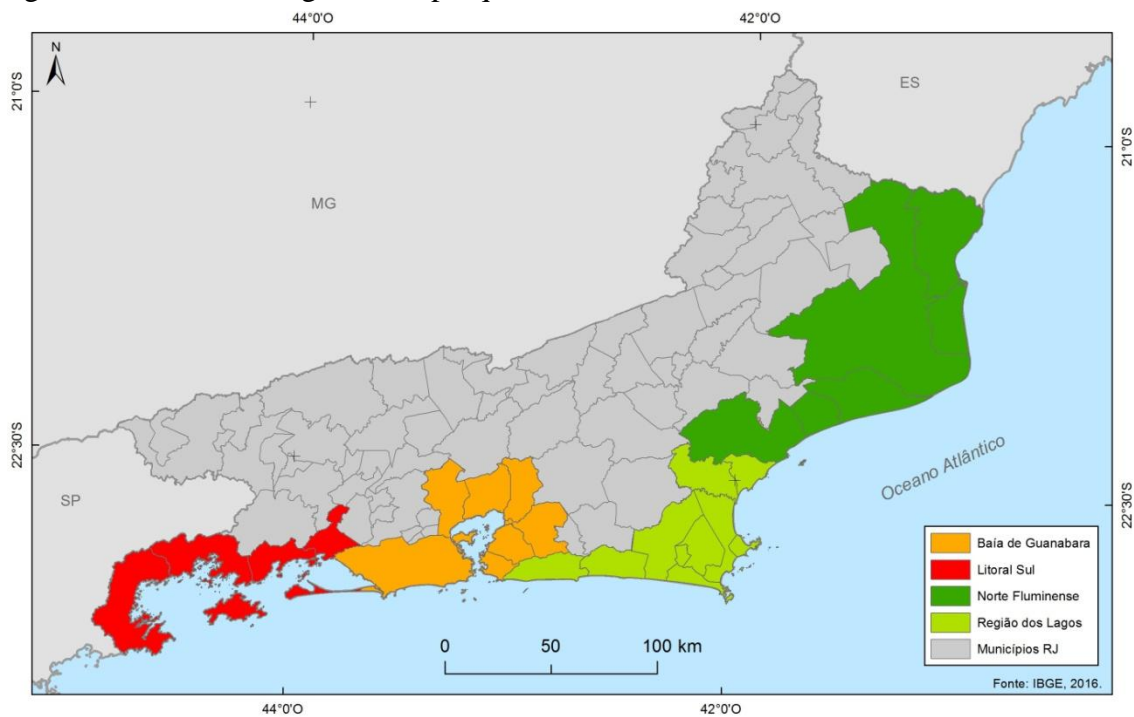 44°0'O
42°0'O
N
21°0'S
ES
21°0'S
MG
22°30'S
Oceano Atlântico
SP
22°30'S
Baía de Guanabara
Litoral Sul
Norte Fluminense
Região dos Lagos
Municípios RJ
0 50 100 km
Fonte: IBGE, 2016.
44°0'O
42°0'O